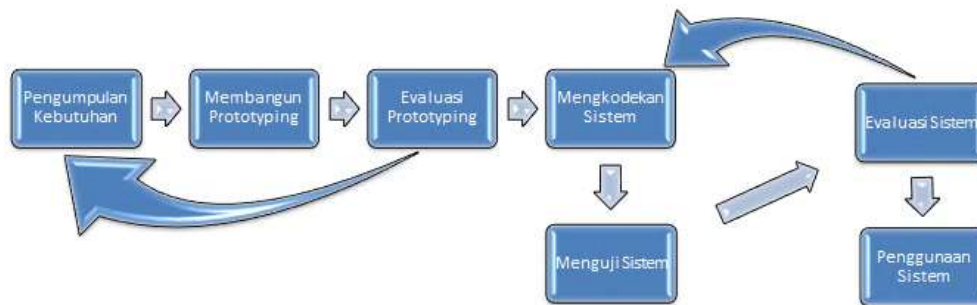 Pengumpulan
Kebutuhan
Membangun
Prototyping
Evaluasi
Prototyping
Mengkodekan
Sistem
Evaluasi Sistem
Menguji Sistem
Penggunaan
Sistem